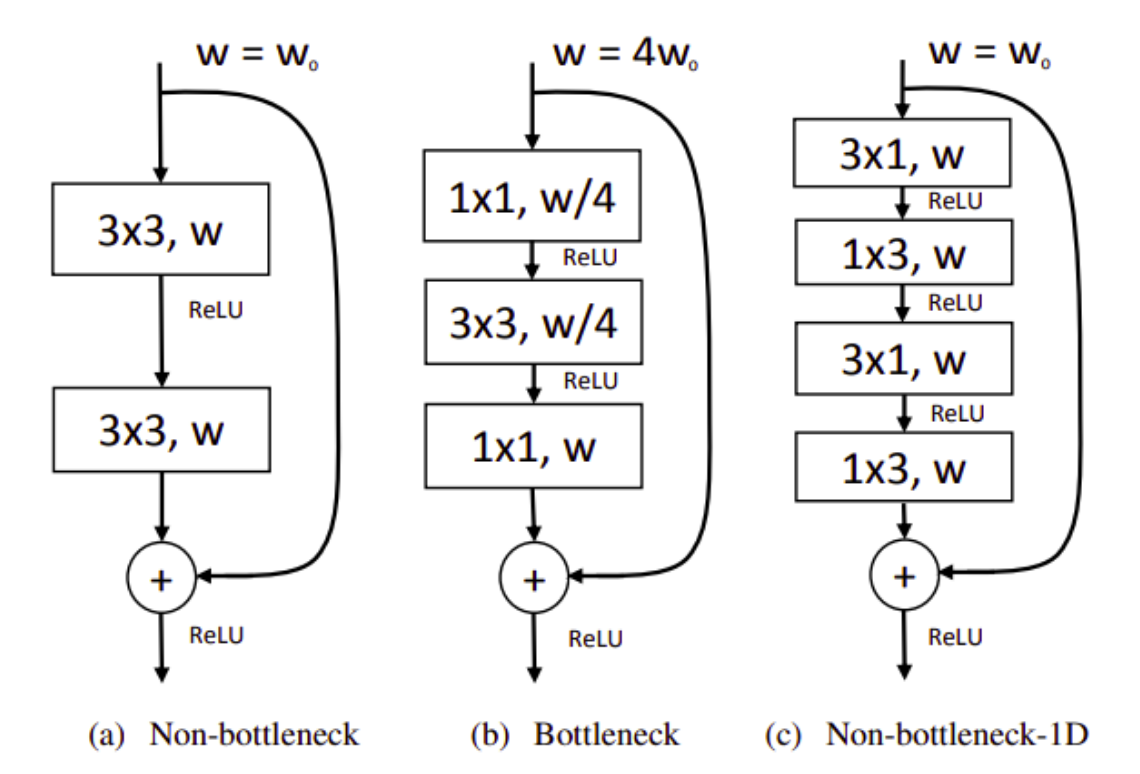 w = w₀
3x3, w
ReLU
3x3, w
+
ReLU
(a) Non-bottleneck
w = 4w₀
1x1, w/4
ReLU
3x3, w/4
ReLU
1x1, w
+
ReLU
(b) Bottleneck
w = w₀
3x1, w
ReLU
1x3, w
ReLU
3x1, w
ReLU
1x3, w
+
ReLU
(c) Non-bottleneck-1D